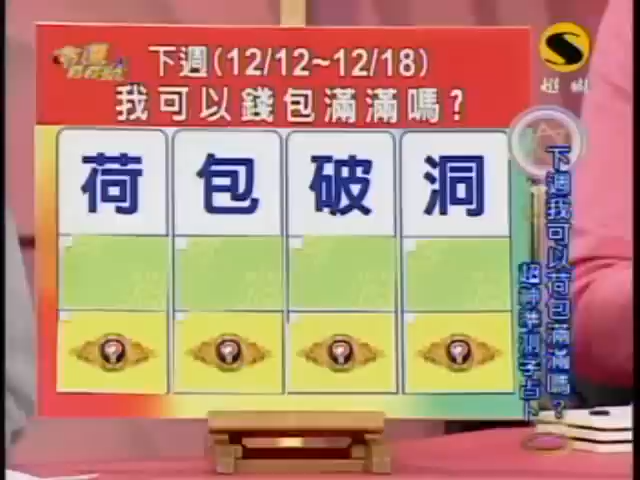 下週(12/12~12/18)
我可以錢包滿滿嗎?
荷 包 破 洞
下週我可以荷包滿滿嗎?
超神準測字占卜